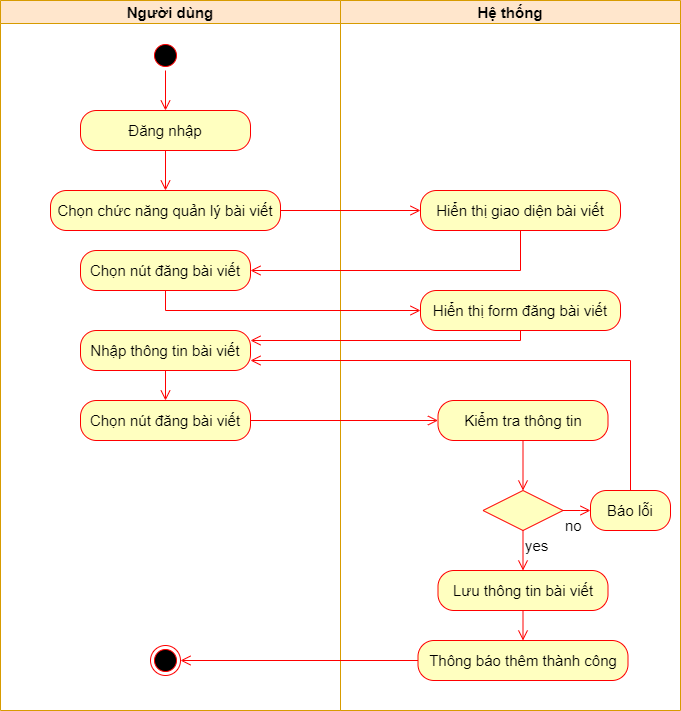 Người dùng
Hệ thống
Đăng nhập
Chọn chức năng quản lý bài viết
Hiển thị giao diện bài viết
Chọn nút đăng bài viết
Hiển thị form đăng bài viết
Nhập thông tin bài viết
Chọn nút đăng bài viết
Kiểm tra thông tin
no
Báo lỗi
yes
Lưu thông tin bài viết
Thông báo thêm thành công